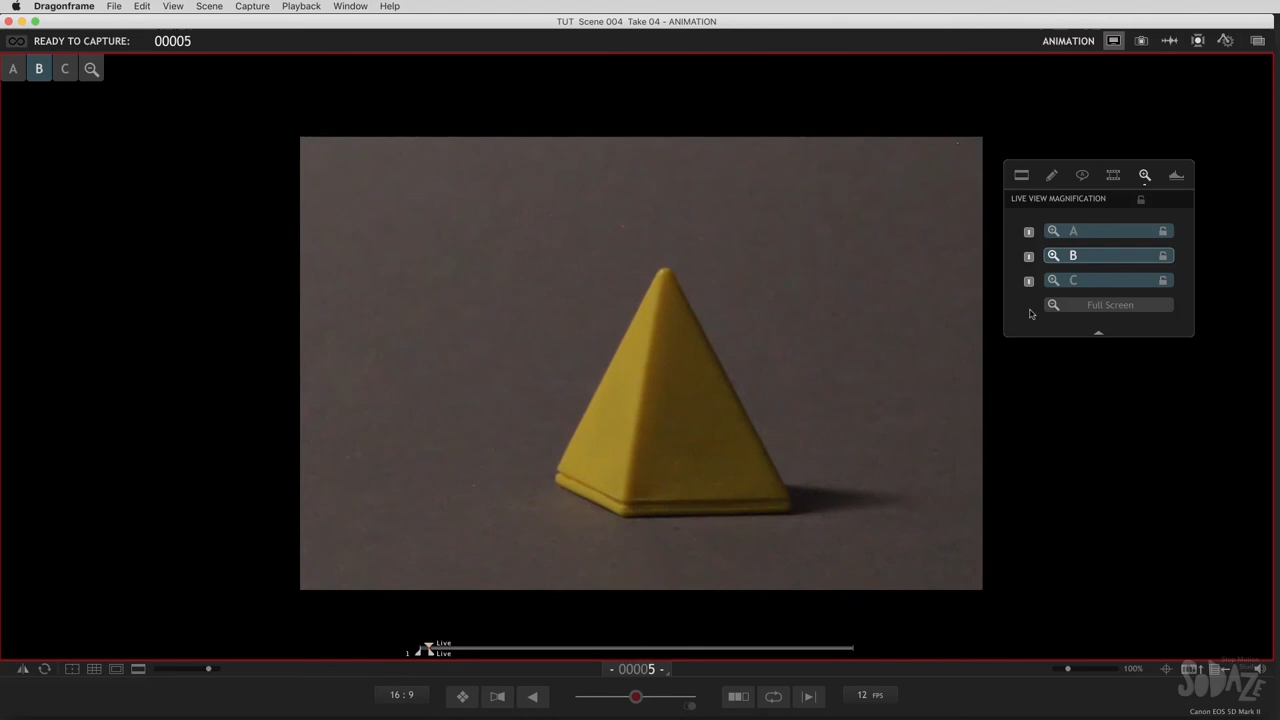 Dragonframe File Edit View Scene Capture Playback Window Help
TUT Scene 004 Take 04 - ANIMATION
READY TO CAPTURE: 00005
ANIMATION
A B C
LIVE VIEW MAGNIFICATION
A
B
C
Full Screen
Live
1 Live
- 00005 -
100%
16 : 9
12 FPS
SODAZE
Canon EOS 5D Mark II